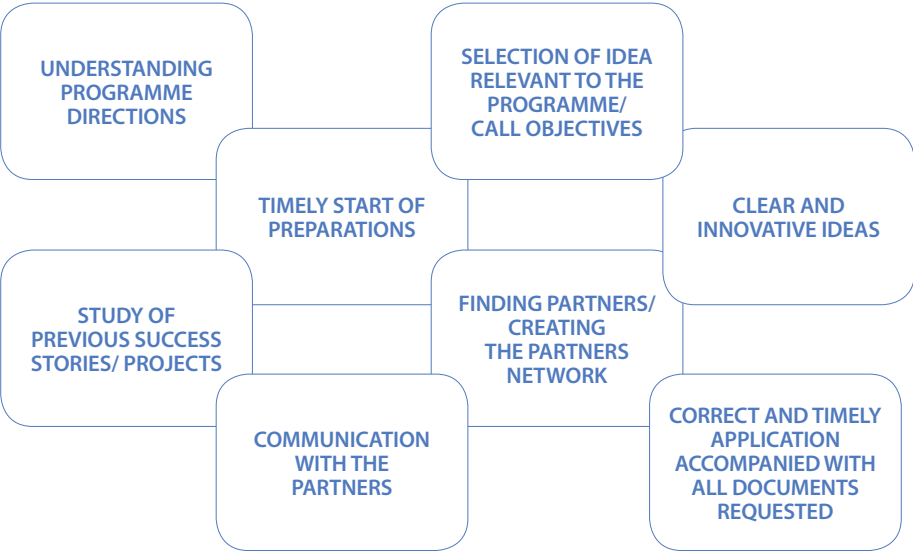 UNDERSTANDING
PROGRAMME
DIRECTIONS
SELECTION OF IDEA
RELEVANT TO THE
PROGRAMME/
CALL OBJECTIVES
TIMELY START OF
PREPARATIONS
CLEAR AND
INNOVATIVE IDEAS
STUDY OF
PREVIOUS SUCCESS
STORIES/ PROJECTS
FINDING PARTNERS/
CREATING
THE PARTNERS
NETWORK
COMMUNICATION
WITH THE
PARTNERS
CORRECT AND TIMELY
APPLICATION
ACCOMPANIED WITH
ALL DOCUMENTS
REQUESTED